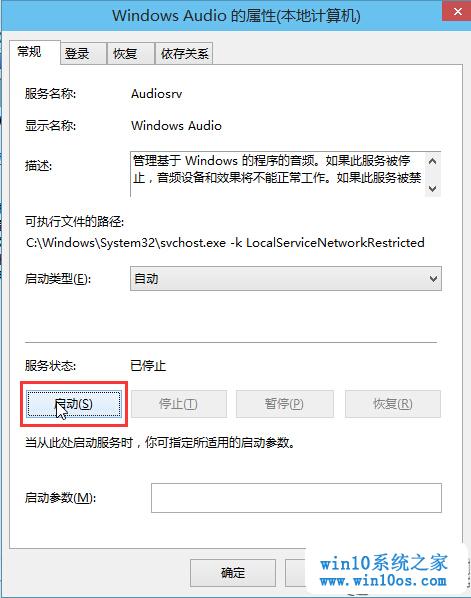 Windows Audio 的属性(本地计算机)
常规 登录 恢复 依存关系
服务名称: Audiosrv
显示名称: Windows Audio
描述: 管理基于 Windows 的程序的音频。如果此服务被停
止，音频设备和效果将不能正常工作。如果此服务被禁
可执行文件的路径:
C:\Windows\System32\svchost.exe -k LocalServiceNetworkRestricted
启动类型(E): 自动
服务状态: 已停止
启动(S) 停止(T) 暂停(P) 恢复(R)
当从此处启动服务时，你可指定所适用的启动参数。
启动参数(M):
确定
win10系统之家
www.win10os.com